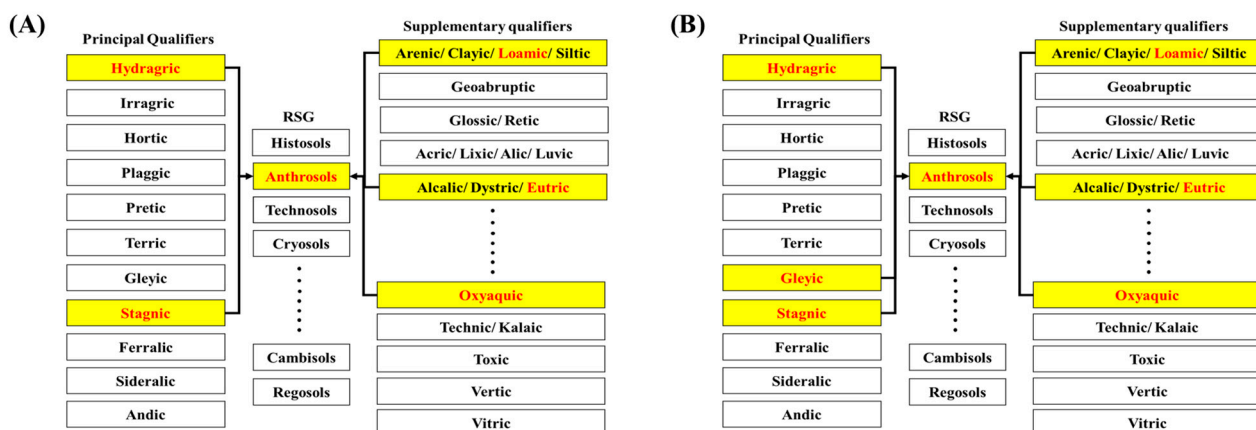 (A)
Principal Qualifiers
Hydragric
Irragric
Hortic
Plaggic
Pretic
Terric
Gleyic
Stagnic
Ferralic
Sideralic
Andic
RSG
Histosols
Anthrosols
Technosols
Cryosols
Cambisols
Regosols
Supplementary qualifiers
Arenic/ Clayic/ Loamic/ Siltic
Geoabruptic
Glossic/ Retic
Acric/ Lixic/ Alic/ Luvic
Alcalic/ Dystric/ Eutric
Oxyaquic
Technic/ Kalaic
Toxic
Vertic
Vitric
(B)
Principal Qualifiers
Hydragric
Irragric
Hortic
Plaggic
Pretic
Terric
Gleyic
Stagnic
Ferralic
Sideralic
Andic
RSG
Histosols
Anthrosols
Technosols
Cryosols
Cambisols
Regosols
Supplementary qualifiers
Arenic/ Clayic/ Loamic/ Siltic
Geoabruptic
Glossic/ Retic
Acric/ Lixic/ Alic/ Luvic
Alcalic/ Dystric/ Eutric
Oxyaquic
Technic/ Kalaic
Toxic
Vertic
Vitric